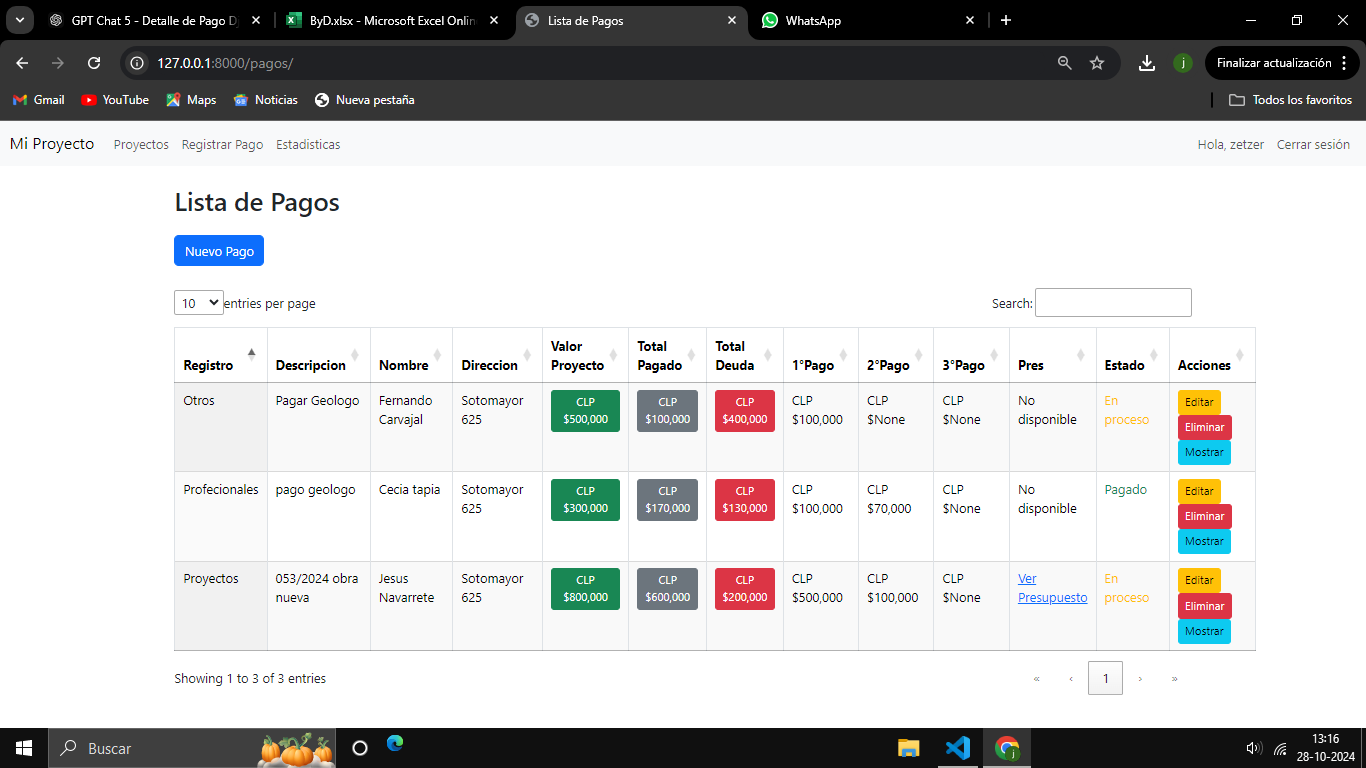 GPT Chat 5 - Detalle de Pago Dj
ByD.xlsx - Microsoft Excel Online
Lista de Pagos
WhatsApp
127.0.0.1:8000/pagos/
j
Finalizar actualización
Gmail
YouTube
Maps
Noticias
Nueva pestaña
Todos los favoritos
Mi Proyecto
Proyectos
Registrar Pago
Estadisticas
Hola, zetzer
Cerrar sesión
Lista de Pagos
Nuevo Pago
10 entries per page
Search:
Registro
Descripcion
Nombre
Direccion
Valor
Proyecto
Total
Pagado
Total
Deuda
1°Pago
2°Pago
3°Pago
Pres
Estado
Acciones
Otros
Pagar Geologo
Fernando
Carvajal
Sotomayor
625
CLP
$500,000
CLP
$100,000
CLP
$400,000
CLP
$100,000
CLP
$None
CLP
$None
No
disponible
En
proceso
Editar
Eliminar
Mostrar
Profecionales
pago geologo
Cecia tapia
Sotomayor
625
CLP
$300,000
CLP
$170,000
CLP
$130,000
CLP
$100,000
CLP
$70,000
CLP
$None
No
disponible
Pagado
Editar
Eliminar
Mostrar
Proyectos
053/2024 obra
nueva
Jesus
Navarrete
Sotomayor
625
CLP
$800,000
CLP
$600,000
CLP
$200,000
CLP
$500,000
CLP
$100,000
CLP
$None
Ver
Presupuesto
En
proceso
Editar
Eliminar
Mostrar
Showing 1 to 3 of 3 entries
« ‹ 1 › »
Buscar
13:16
28-10-2024